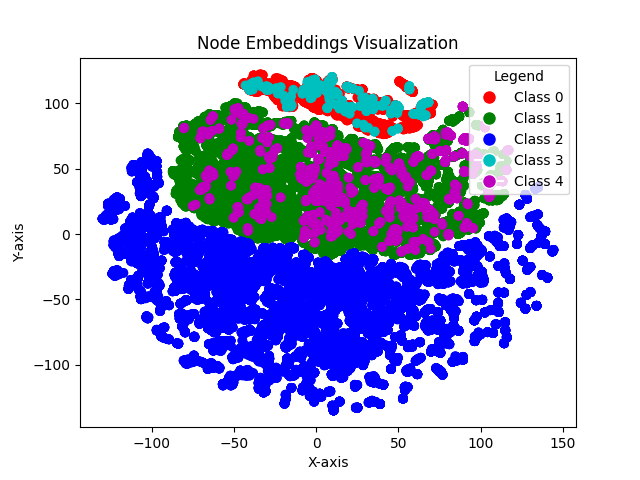 Node Embeddings Visualization
Legend
Class 0
Class 1
Class 2
Class 3
Class 4
Y-axis
100
50
0
−50
−100
−100 −50 0 50 100 150
X-axis